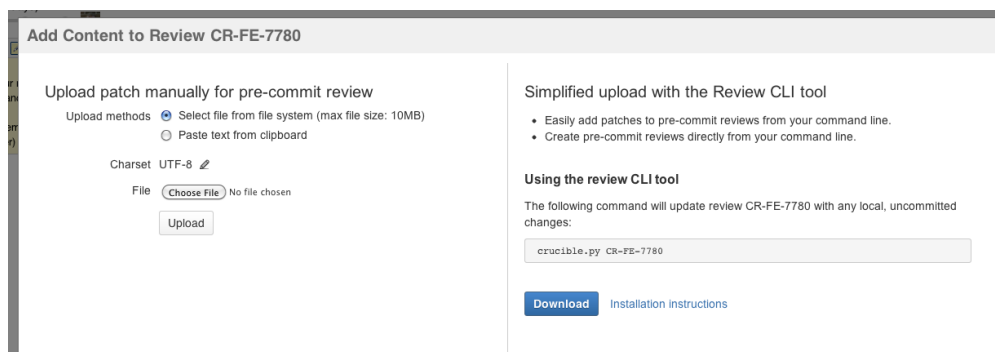 Add Content to Review CR-FE-7780
Upload patch manually for pre-commit review
Upload methods
Select file from file system (max file size: 10MB)
Paste text from clipboard
Charset UTF-8
File Choose File No file chosen
Upload
Simplified upload with the Review CLI tool
• Easily add patches to pre-commit reviews from your command line.
• Create pre-commit reviews directly from your command line.
Using the review CLI tool
The following command will update review CR-FE-7780 with any local, uncommitted
changes:
crucible.py CR-FE-7780
Download Installation instructions